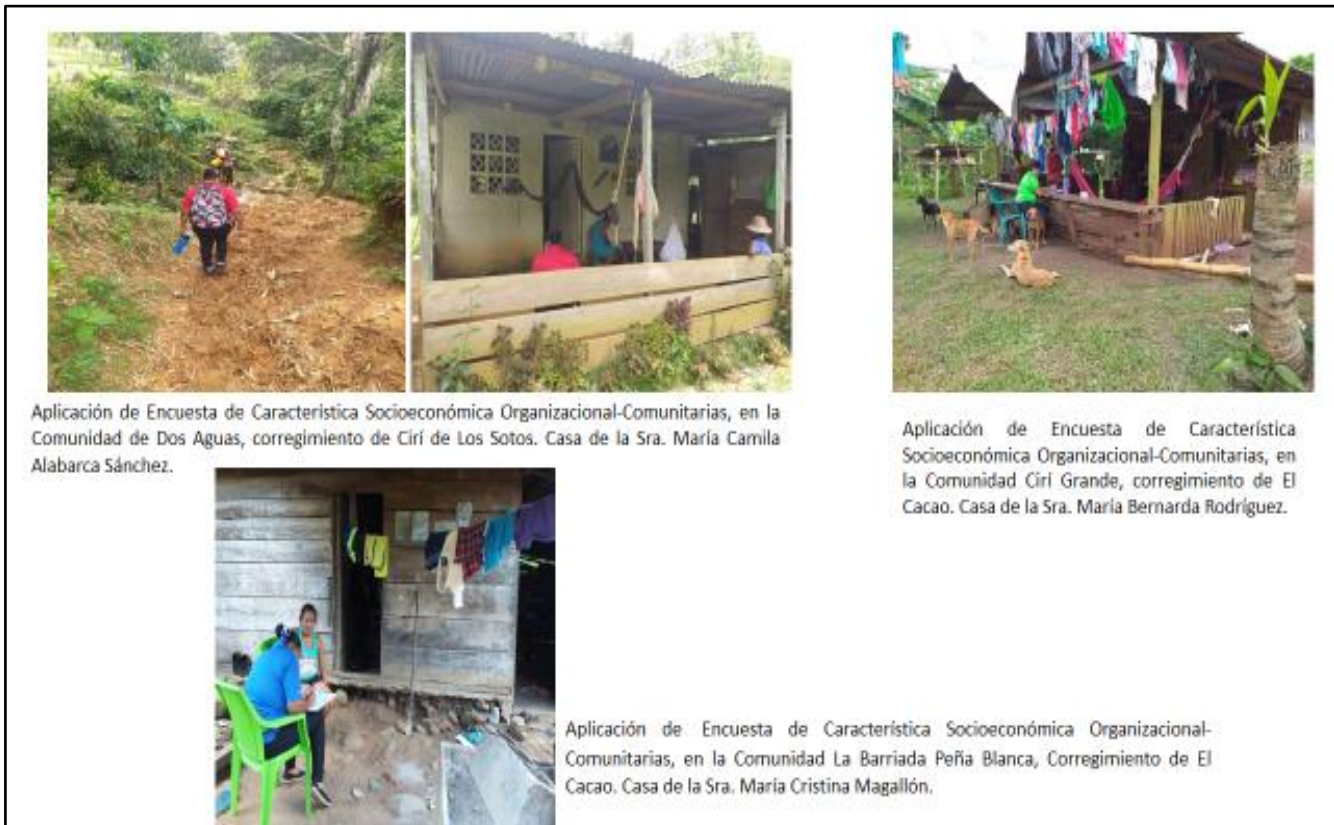 Aplicación de Encuesta de Característica Socioeconómica Organizacional-Comunitarias, en la
Comunidad de Dos Aguas, corregimiento de Cirí de Los Sotos. Casa de la Sra. María Camila
Alabarca Sánchez.
Aplicación de Encuesta de Característica
Socioeconómica Organizacional-Comunitarias, en
la Comunidad Cirí Grande, corregimiento de El
Cacao. Casa de la Sra. María Bernarda Rodríguez.
Aplicación de Encuesta de Característica Socioeconómica Organizacional-
Comunitarias, en la Comunidad La Barriada Peña Blanca, Corregimiento de El
Cacao. Casa de la Sra. María Cristina Magallón.